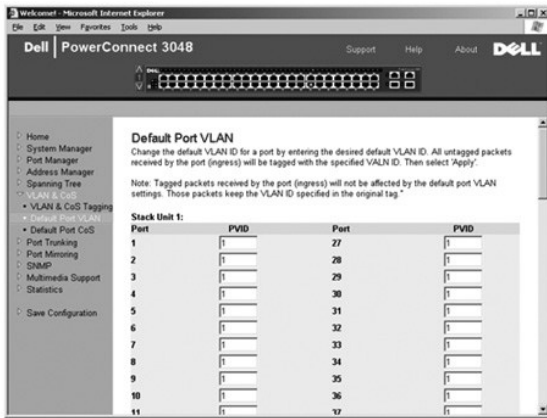 Welcome! - Microsoft Internet Explorer
File Edit View Favorites Tools Help
Dell | PowerConnect 3048
Support Help About DELL
Home
System Manager
Port Manager
Address Manager
Spanning Tree
VLAN & CoS
VLAN & CoS Tagging
Default Port VLAN
Default Port CoS
Port Trunking
Port Mirroring
SNMP
Multimedia Support
Statistics
Save Configuration
Default Port VLAN
Change the default VLAN ID for a port by entering the desired default VLAN ID. All untagged packets
received by the port (ingress) will be tagged with the specified VALN ID. Then select 'Apply'.
Note: Tagged packets received by the port (ingress) will not be affected by the default port VLAN
settings. Those packets keep the VLAN ID specified in the original tag."
Stack Unit 1:
Port PVID Port PVID
1 1 27 1
2 1 28 1
3 1 29 1
4 1 30 1
5 1 31 1
6 1 32 1
7 1 33 1
8 1 34 1
9 1 35 1
10 1 36 1
11 1 37 1